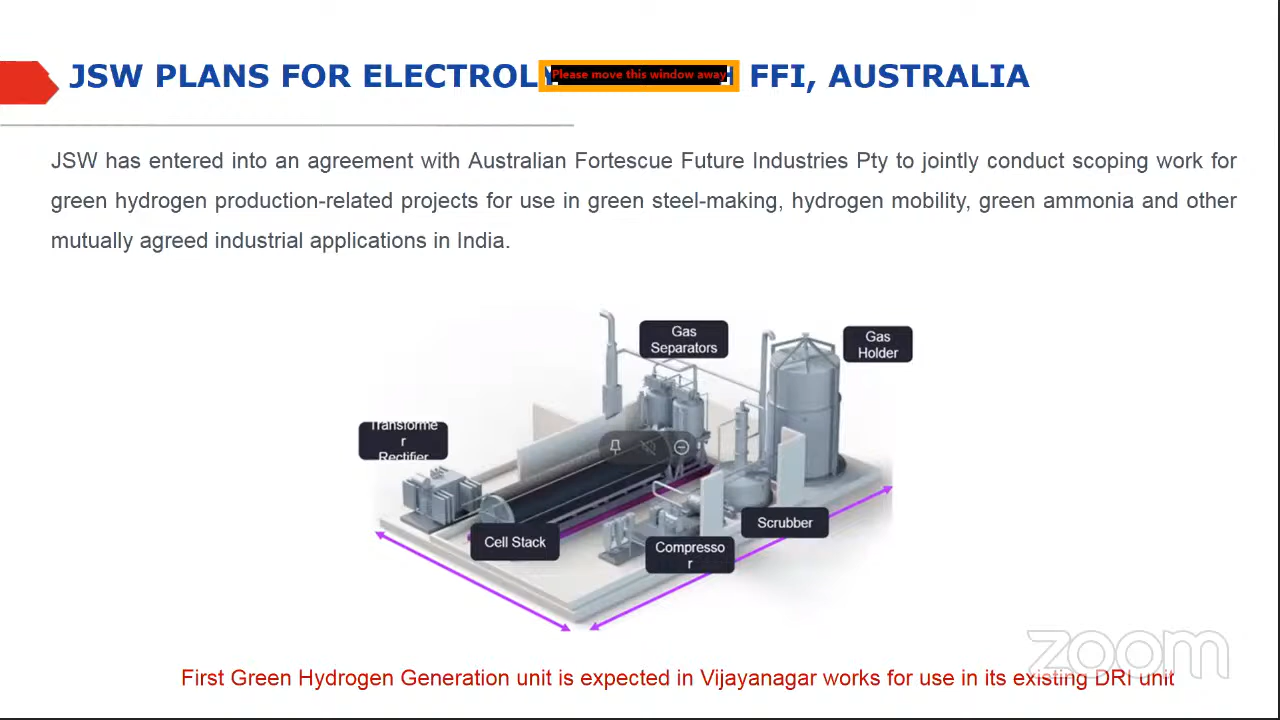 JSW PLANS FOR ELECTROL FFI, AUSTRALIA
Please move this window away
JSW has entered into an agreement with Australian Fortescue Future Industries Pty to jointly conduct scoping work for
green hydrogen production-related projects for use in green steel-making, hydrogen mobility, green ammonia and other
mutually agreed industrial applications in India.
Gas
Separators
Gas
Holder
Transforme
r
Rectifier
Cell Stack
Scrubber
Compresso
r
zoom
First Green Hydrogen Generation unit is expected in Vijayanagar works for use in its existing DRI unit